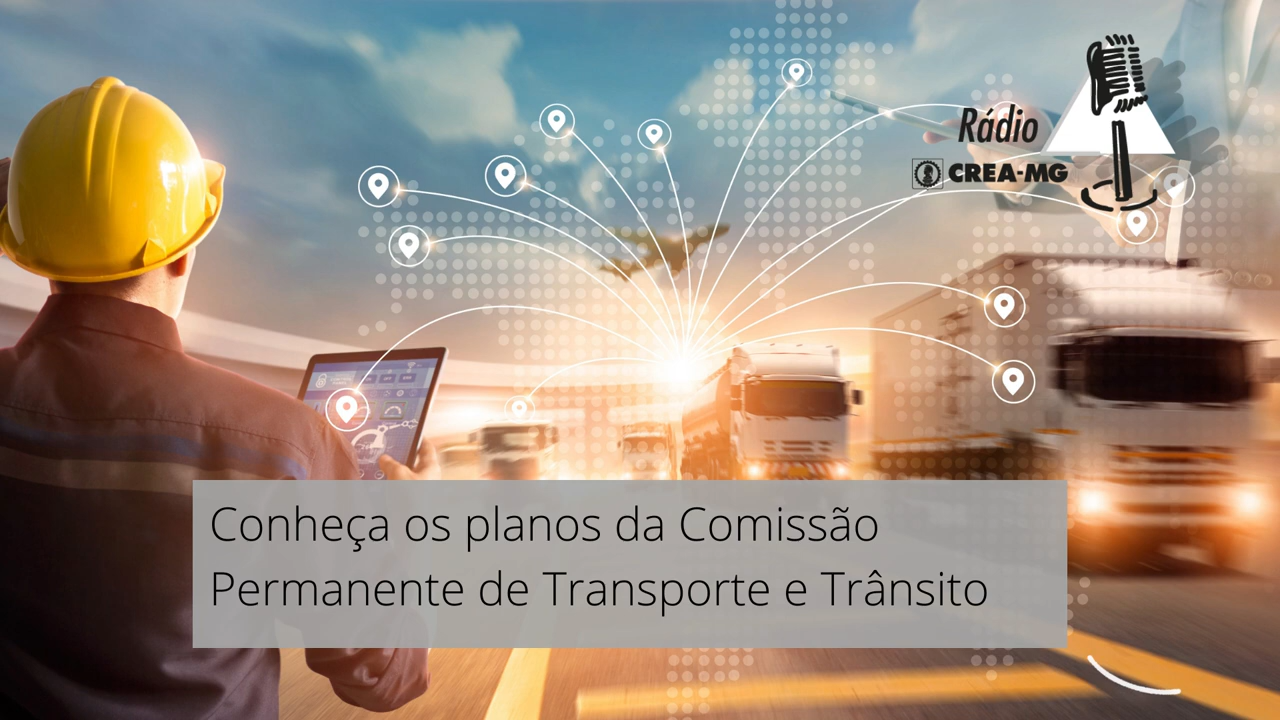 Rádio
CREA-MG
Conheça os planos da Comissão
Permanente de Transporte e Trânsito